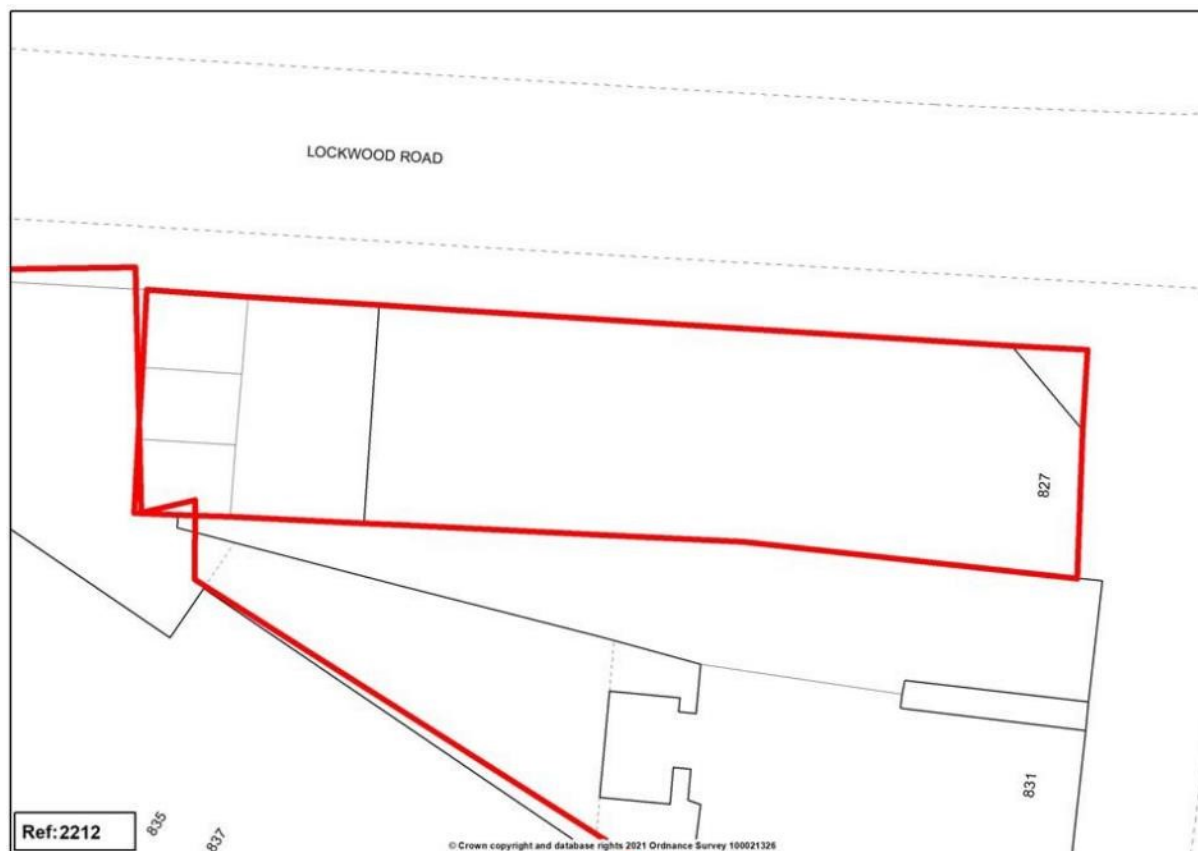 LOCKWOOD ROAD
827
831
835
837
Ref:2212
© Crown copyright and database rights 2021 Ordnance Survey 100021326